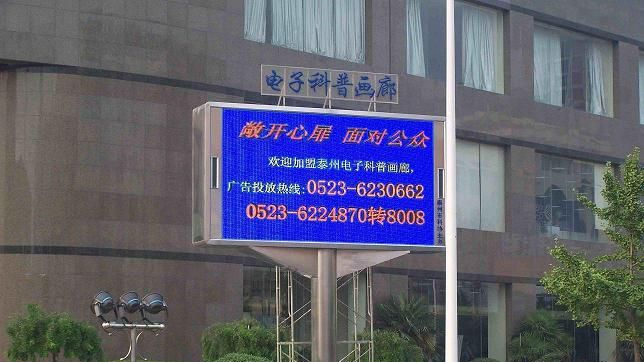 电子科普画廊
敞开心扉 面对公众
欢迎加盟泰州电子科普画廊,
广告投放热线:0523-6230662
0523-6224870转8008